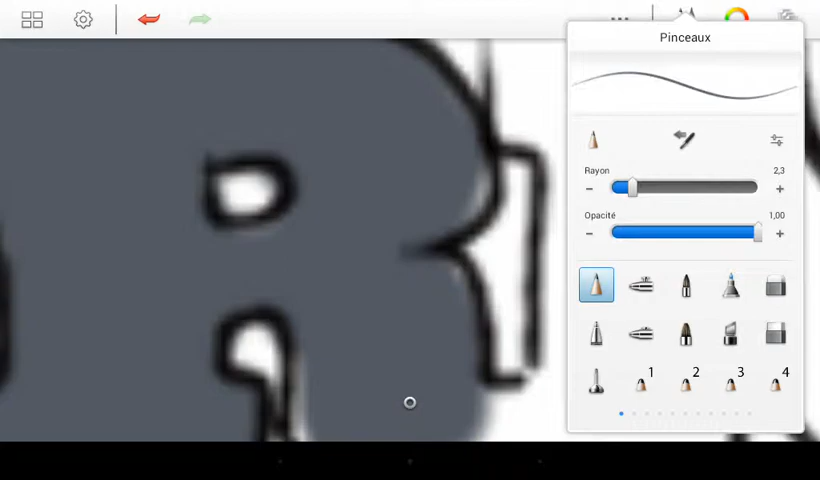 Pinceaux
Rayon 2,3
− +
Opacité 1,00
− +
1 2 3 4
R